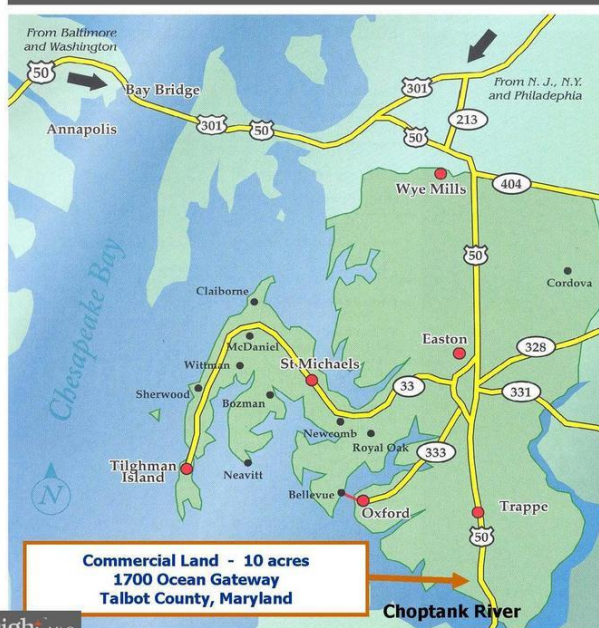 From Baltimore
and Washington
50
Bay Bridge
Annapolis
301
50
301
From N. J., N.Y.
and Philadephia
213
50
Wye Mills
404
50
Cordova
Chesapeake Bay
Claiborne
McDaniel
Wittman
St Michaels
Easton
328
Sherwood
33
331
Bozman
Newcomb
Royal Oak
333
Tilghman
Island
Neavitt
Bellevue
Oxford
Trappe
N
50
Commercial Land - 10 acres
1700 Ocean Gateway
Talbot County, Maryland
Choptank River